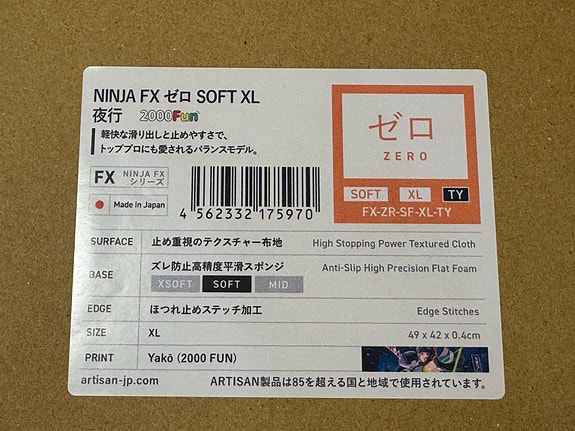 NINJA FX ゼロ SOFT XL
夜行 2000Fun
軽快な滑り出しと止めやすさで、
トッププロにも愛されるバランスモデル。
FX NINJA FX シリーズ
Made in Japan
4 562332 175970
ゼロ
ZERO
SOFT XL TY
FX-ZR-SF-XL-TY
SURFACE 止め重視のテクスチャー布地 High Stopping Power Textured Cloth
BASE ズレ防止高精度平滑スポンジ Anti-Slip High Precision Flat Foam
XSOFT SOFT MID
EDGE ほつれ止めステッチ加工 Edge Stitches
SIZE XL 49 x 42 x 0.4cm
PRINT Yakō (2000 FUN)
artisan-jp.com ARTISAN製品は85を超える国と地域で使用されています。